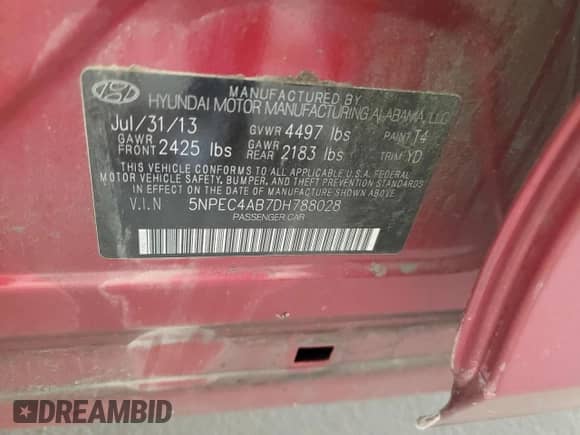 MANUFACTURED BY
HYUNDAI MOTOR MANUFACTURING ALABAMA, LLC
Jul/31/13 GVWR 4497 lbs PAINT T4
GAWR FRONT 2425 lbs GAWR REAR 2183 lbs TRIM YD
THIS VEHICLE CONFORMS TO ALL APPLICABLE U.S.A. FEDERAL
MOTOR VEHICLE SAFETY, BUMPER, AND THEFT PREVENTION STANDARDS
IN EFFECT ON THE DATE OF MANUFACTURE SHOWN ABOVE.
V.I.N 5NPEC4AB7DH788028
PASSENGER CAR
DREAMBID